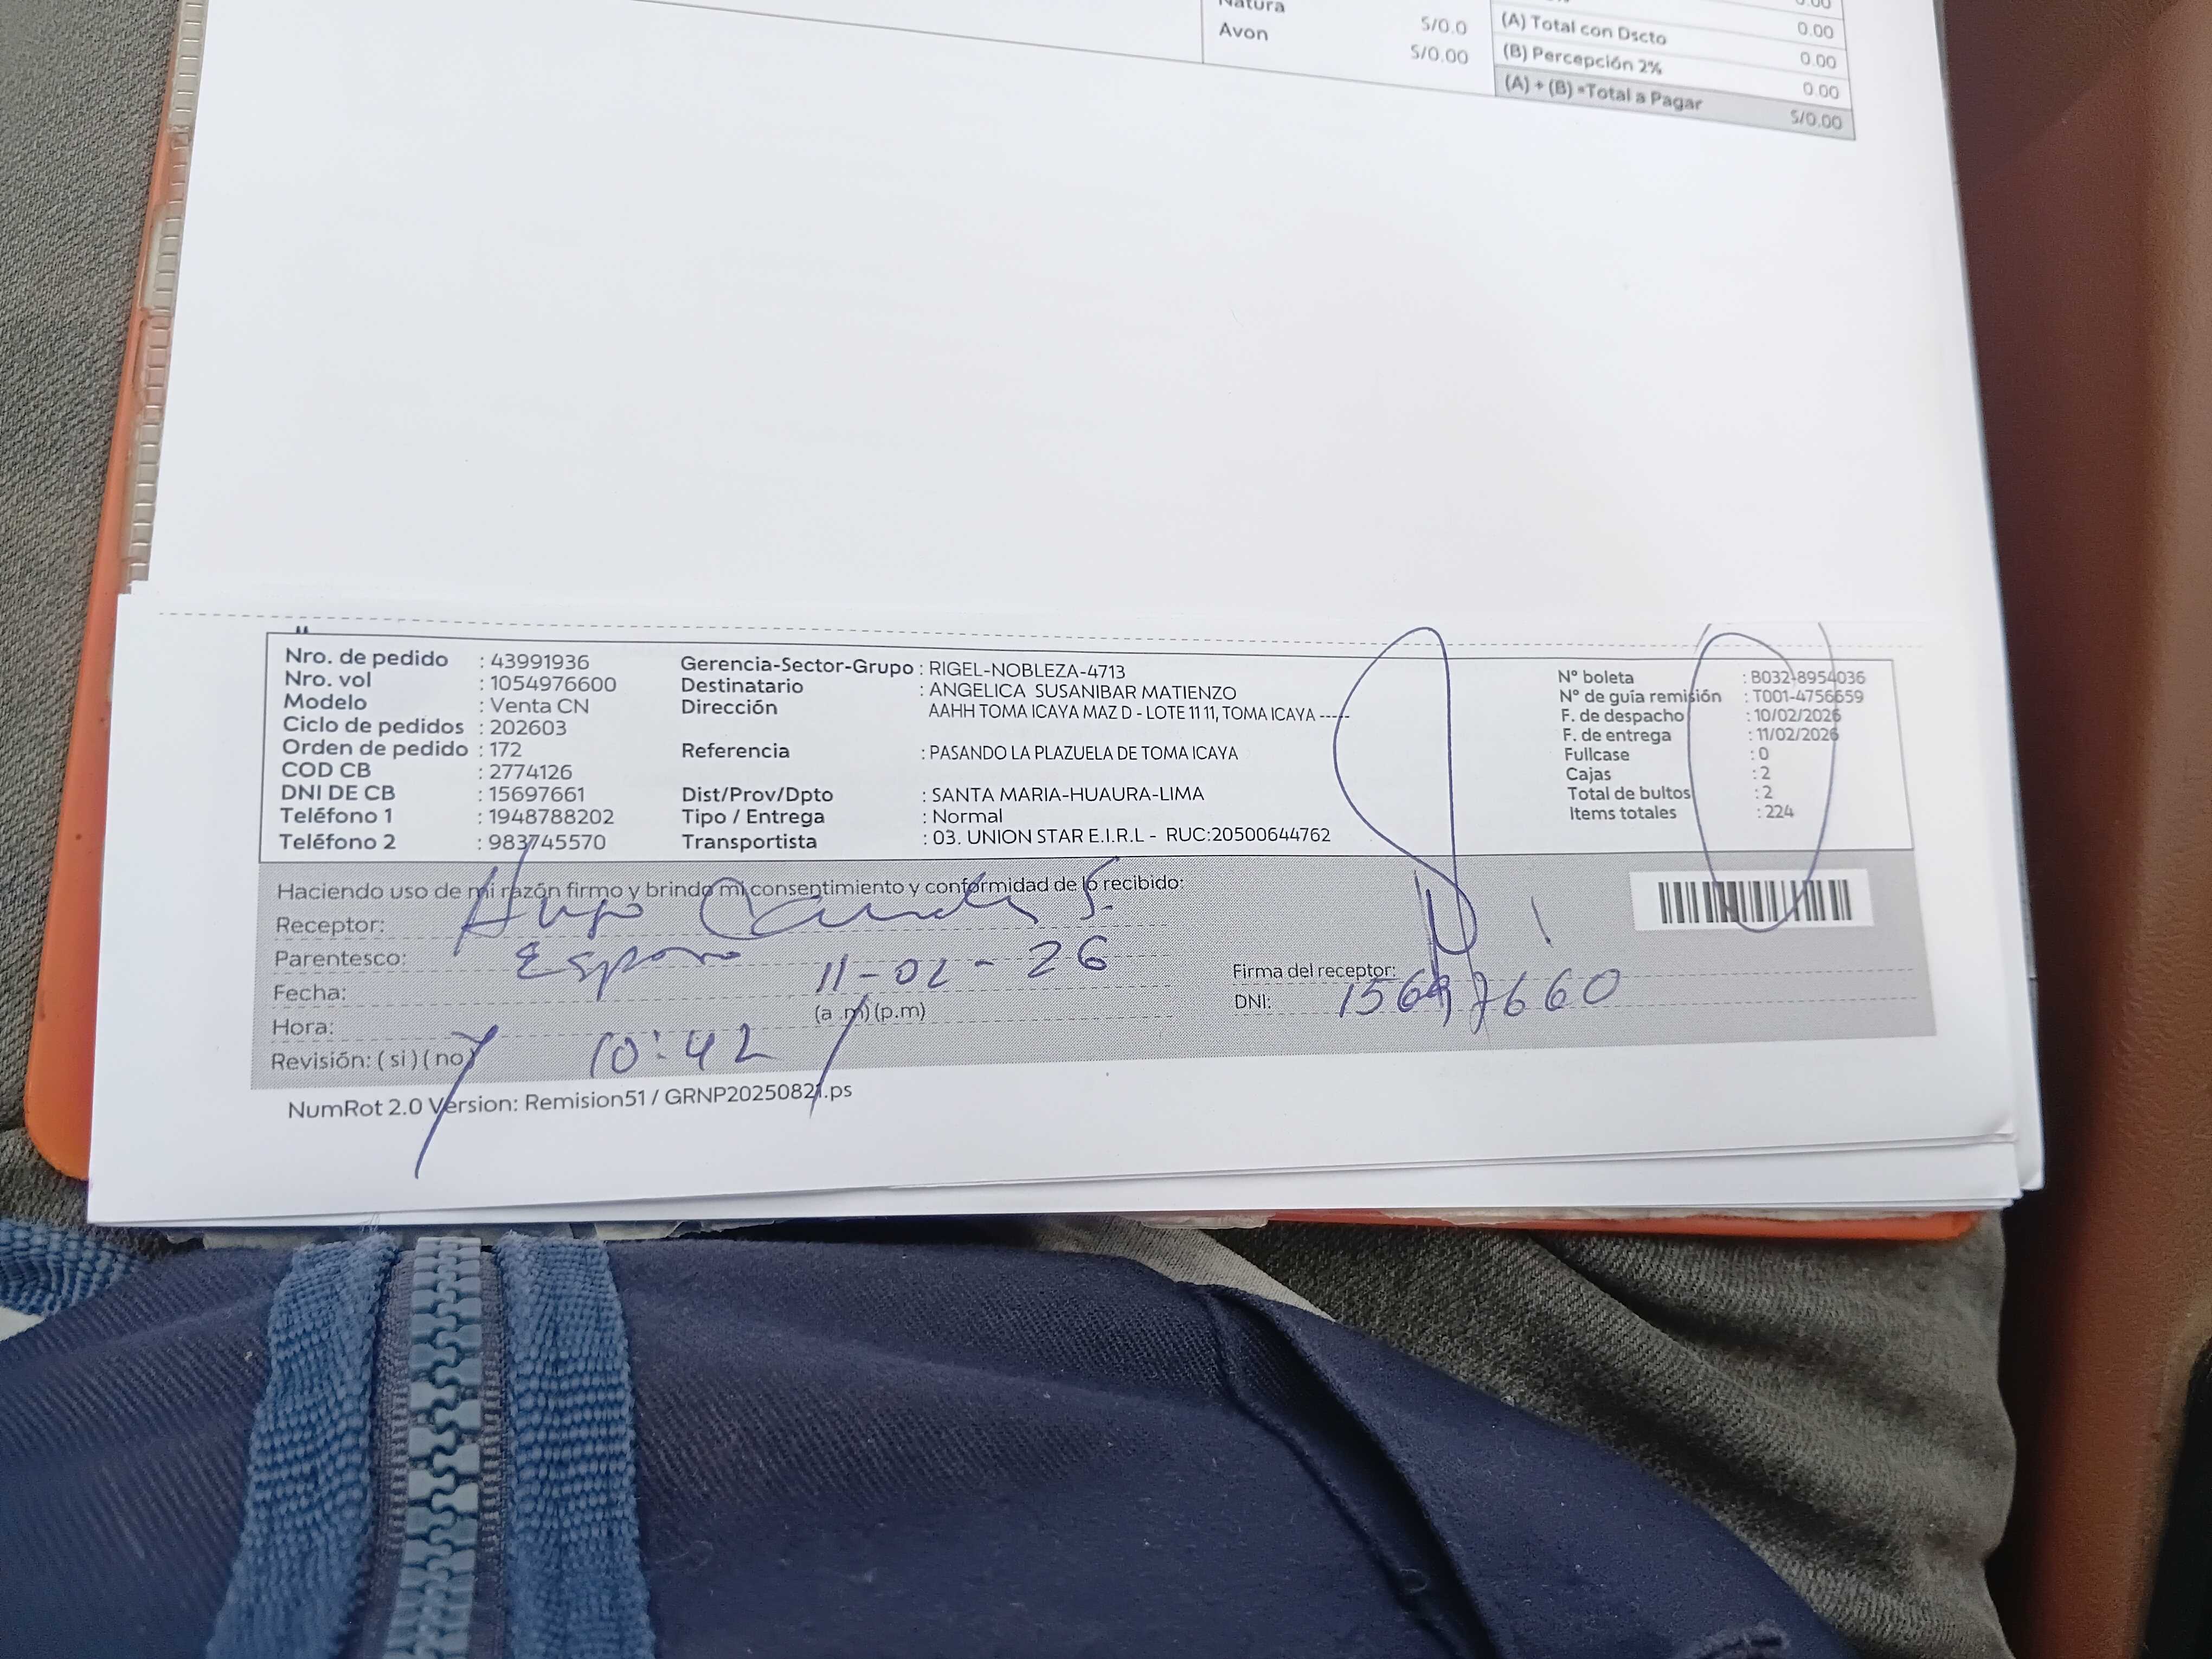 Natura S/0.0
Avon S/0.00
0.00
(A) Total con Dscto 0.00
(B) Percepción 2% 0.00
0.00
(A) + (B) =Total a Pagar S/0.00
Nro. de pedido : 43991936
Nro. vol : 1054976600
Modelo : Venta CN
Ciclo de pedidos : 202603
Orden de pedido : 172
COD CB : 2774126
DNI DE CB : 15697661
Teléfono 1 : 1948788202
Teléfono 2 : 983745570
Gerencia-Sector-Grupo : RIGEL-NOBLEZA-4713
Destinatario : ANGELICA SUSANIBAR MATIENZO
Dirección AAHH TOMA ICAYA MAZ D - LOTE 11 11, TOMA ICAYA -----
Referencia : PASANDO LA PLAZUELA DE TOMA ICAYA
Dist/Prov/Dpto : SANTA MARIA-HUAURA-LIMA
Tipo / Entrega : Normal
Transportista : 03. UNION STAR E.I.R.L - RUC:20500644762
N° boleta : B032-8954036
N° de guía remisión : T001-4756659
F. de despacho : 10/02/2026
F. de entrega : 11/02/2026
Fullcase : 0
Cajas : 2
Total de bultos : 2
Items totales : 224
Haciendo uso de mi razón firmo y brindo mi consentimiento y conformidad de lo recibido:
Receptor: Hugo S.
Parentesco: Esposo
Fecha: 11-02-26
Hora: 10:42 (a.m) (p.m)
Revisión: ( si ) ( no )
Firma del receptor:
DNI: 15697660
NumRot 2.0 Version: Remision51 / GRNP20250821.ps